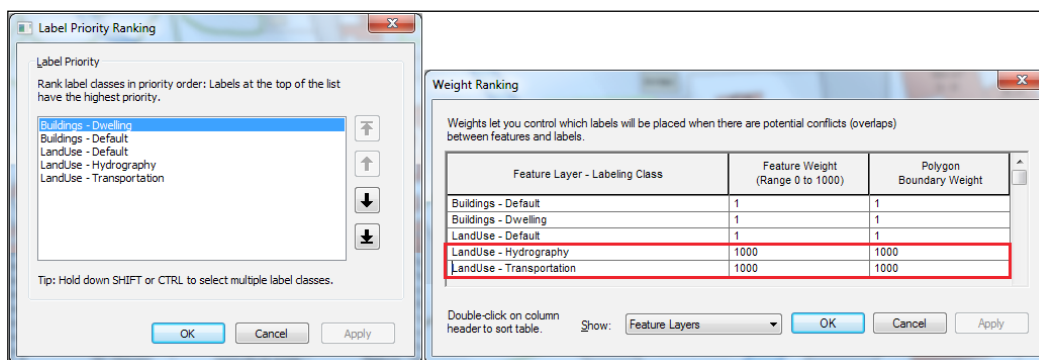 Label Priority Ranking
Label Priority
Rank label classes in priority order: Labels at the top of the list
have the highest priority.
Buildings - Dwelling
Buildings - Default
LandUse - Default
LandUse - Hydrography
LandUse - Transportation
Tip: Hold down SHIFT or CTRL to select multiple label classes.
OK Cancel Apply
Weight Ranking
Weights let you control which labels will be placed when there are potential conflicts (overlaps)
between features and labels.
Feature Layer - Labeling Class
Feature Weight
(Range 0 to 1000)
Polygon
Boundary Weight
Buildings - Default 1 1
Buildings - Dwelling 1 1
LandUse - Default 1 1
LandUse - Hydrography 1000 1000
LandUse - Transportation 1000 1000
Double-click on column
header to sort table.
Show: Feature Layers OK Cancel Apply